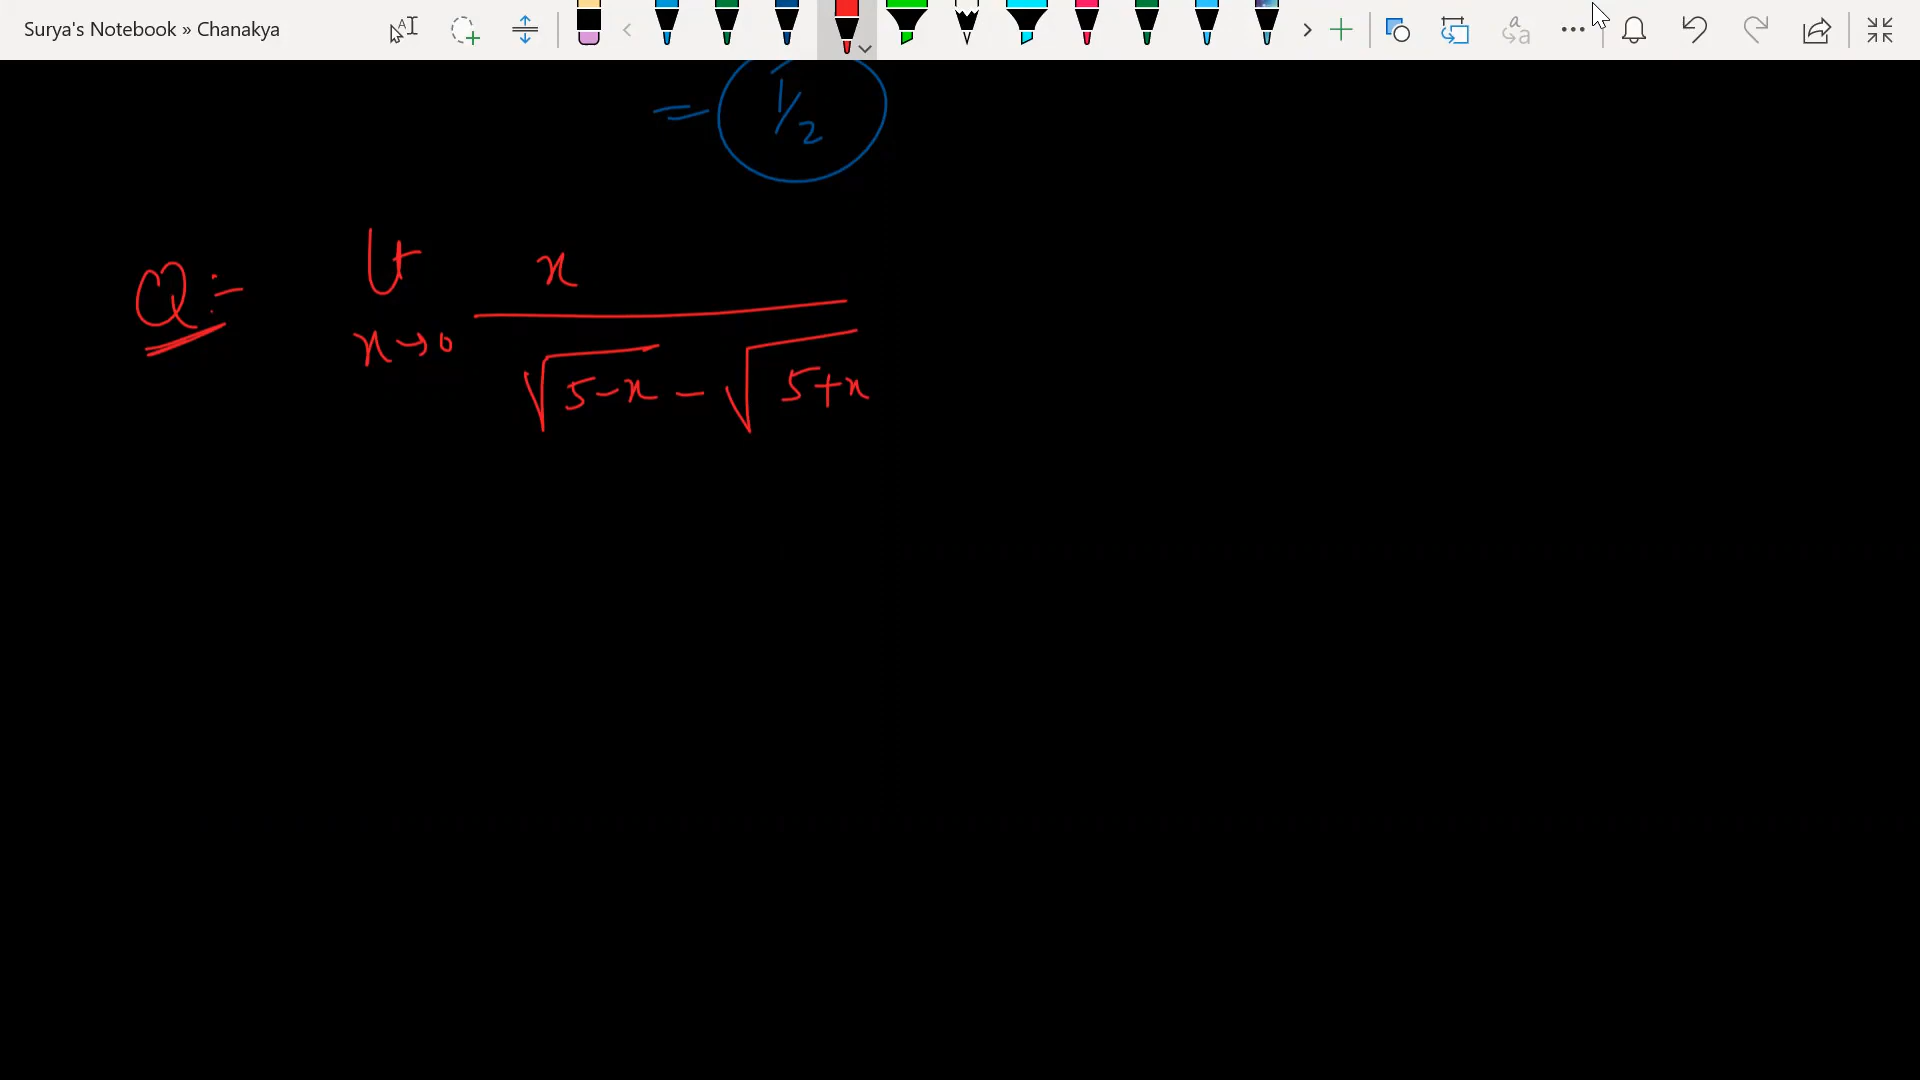 Surya's Notebook » Chanakya
= 1/2
Q:- lt x→0 x / √5-x - √5+x